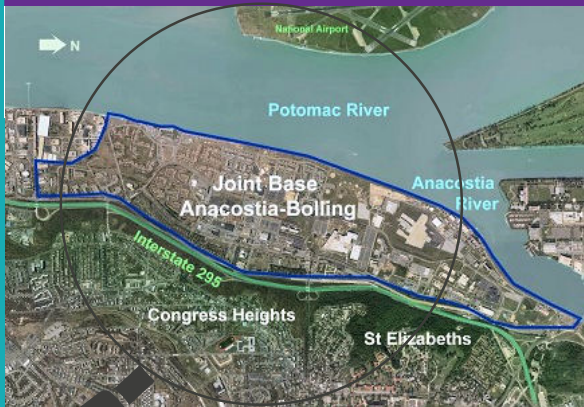 National Airport
N
Potomac River
Joint Base
Anacostia-Bolling
Anacostia
River
Interstate 295
Congress Heights
St Elizabeths